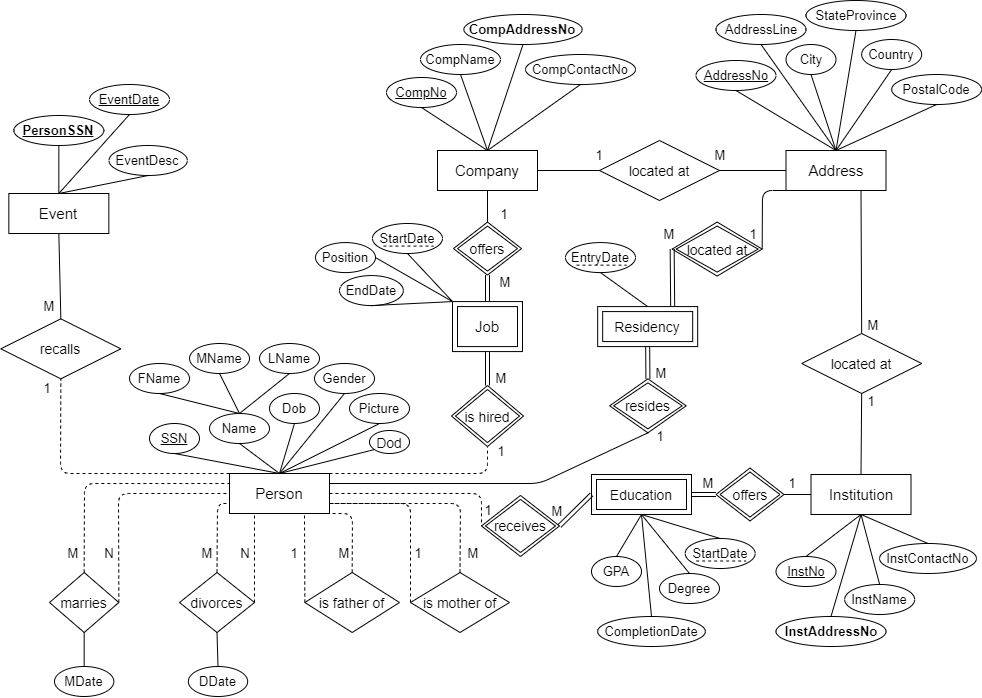 StateProvince
CompAddressNo
AddressLine
CompName
City
Country
CompContactNo
AddressNo
CompNo
PostalCode
EventDate
PersonSSN
EventDesc
1
M
Company
located at
Address
Event
1
M
1
StartDate
offers
located at
Position
EntryDate
M
EndDate
M
Job
Residency
M
recalls
MName
LName
located at
FName
Gender
M
M
1
is hired
resides
1
Dob
Picture
Name
SSN
Dod
1
1
Person
Education
M
offers
1
Institution
1
M
receives
M
N
M
N
1
M
1
M
StartDate
InstContactNo
GPA
InstNo
Degree
InstName
marries
divorces
is father of
is mother of
CompletionDate
InstAddressNo
MDate
DDate